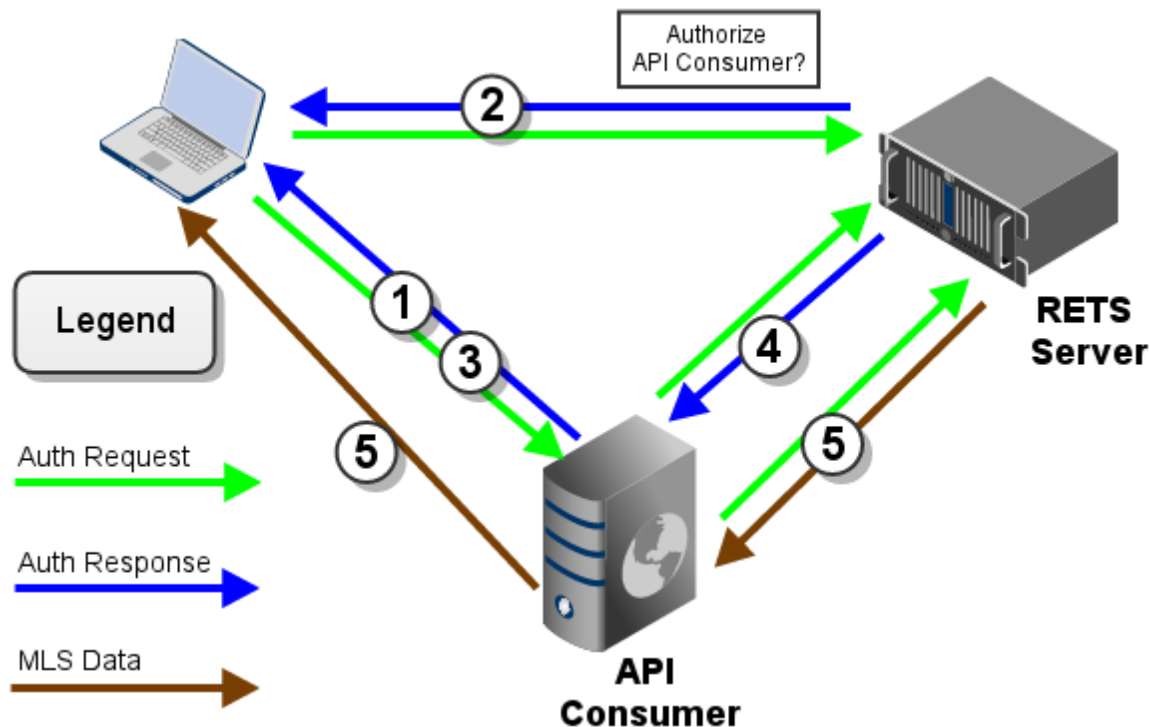 Authorize
API Consumer?
2
1
3
4
5
5
RETS
Server
Legend
Auth Request
Auth Response
MLS Data
API
Consumer